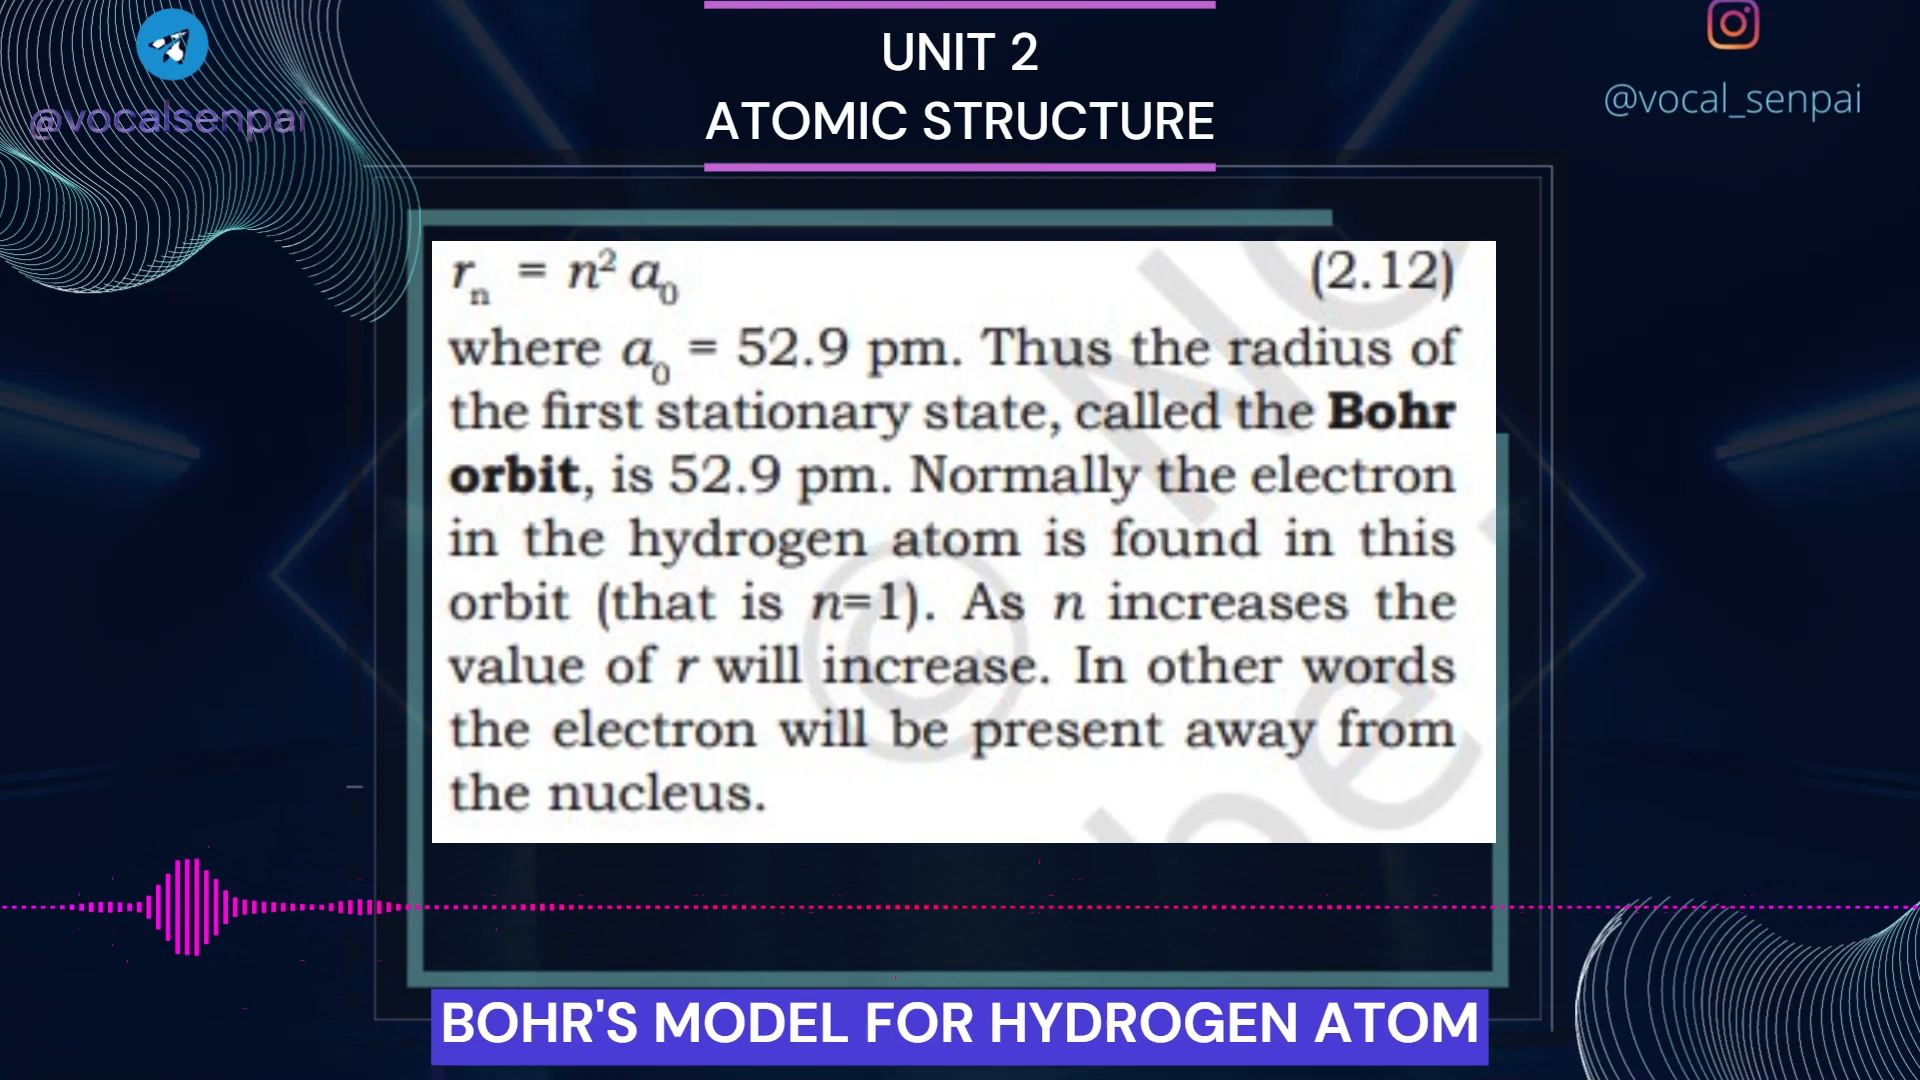 UNIT 2
ATOMIC STRUCTURE
@vocalsenpai
@vocal_senpai
rₙ = n² a₀ (2.12)
where a₀ = 52.9 pm. Thus the radius of
the first stationary state, called the Bohr
orbit, is 52.9 pm. Normally the electron
in the hydrogen atom is found in this
orbit (that is n=1). As n increases the
value of r will increase. In other words
the electron will be present away from
the nucleus.
BOHR'S MODEL FOR HYDROGEN ATOM